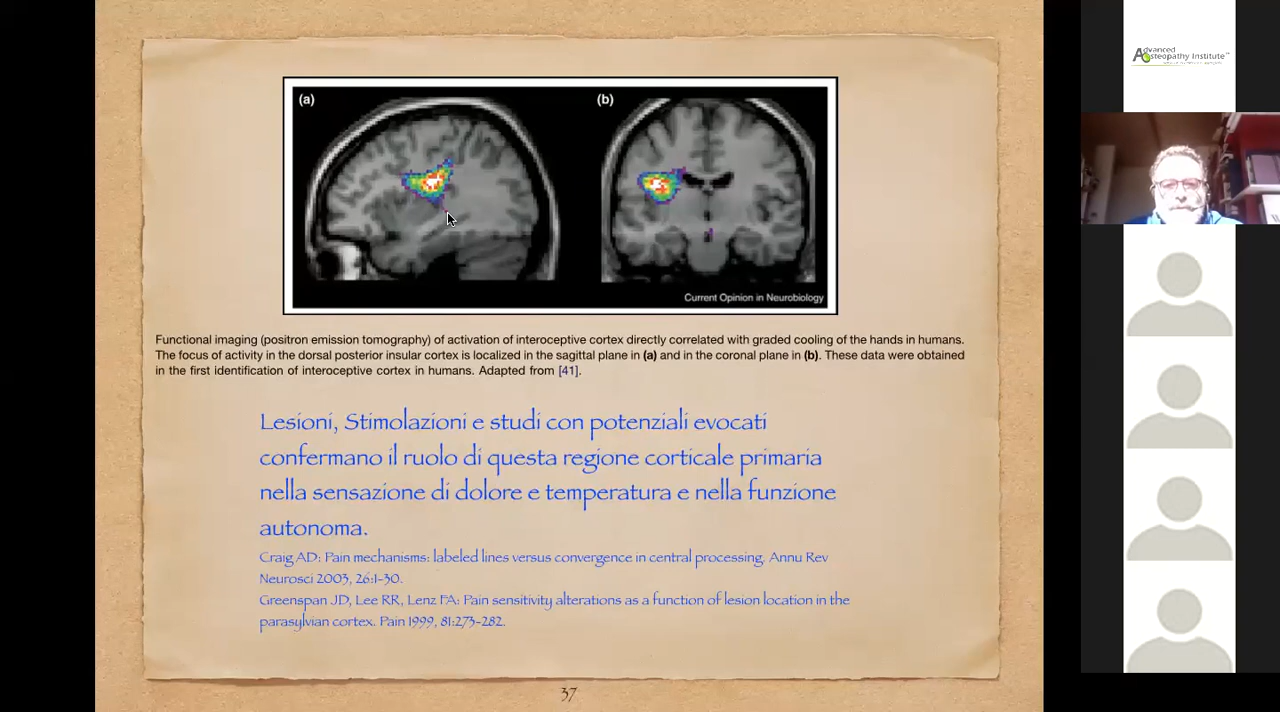 (a)
(b)
Current Opinion in Neurobiology
Functional imaging (positron emission tomography) of activation of interoceptive cortex directly correlated with graded cooling of the hands in humans.
The focus of activity in the dorsal posterior insular cortex is localized in the sagittal plane in (a) and in the coronal plane in (b). These data were obtained
in the first identification of interoceptive cortex in humans. Adapted from [41].
Lesioni, Stimolazioni e studi con potenziali evocati
confermano il ruolo di questa regione corticale primaria
nella sensazione di dolore e temperatura e nella funzione
autonoma.
Craig AD: Pain mechanisms: labeled lines versus convergence in central processing. Annu Rev
Neurosci 2003, 26:1-30.
Greenspan JD, Lee RR, Lenz FA: Pain sensitivity alterations as a function of lesion location in the
parasylvian cortex. Pain 1999, 81:273-282.
37
Advanced
Osteopathy Institute™